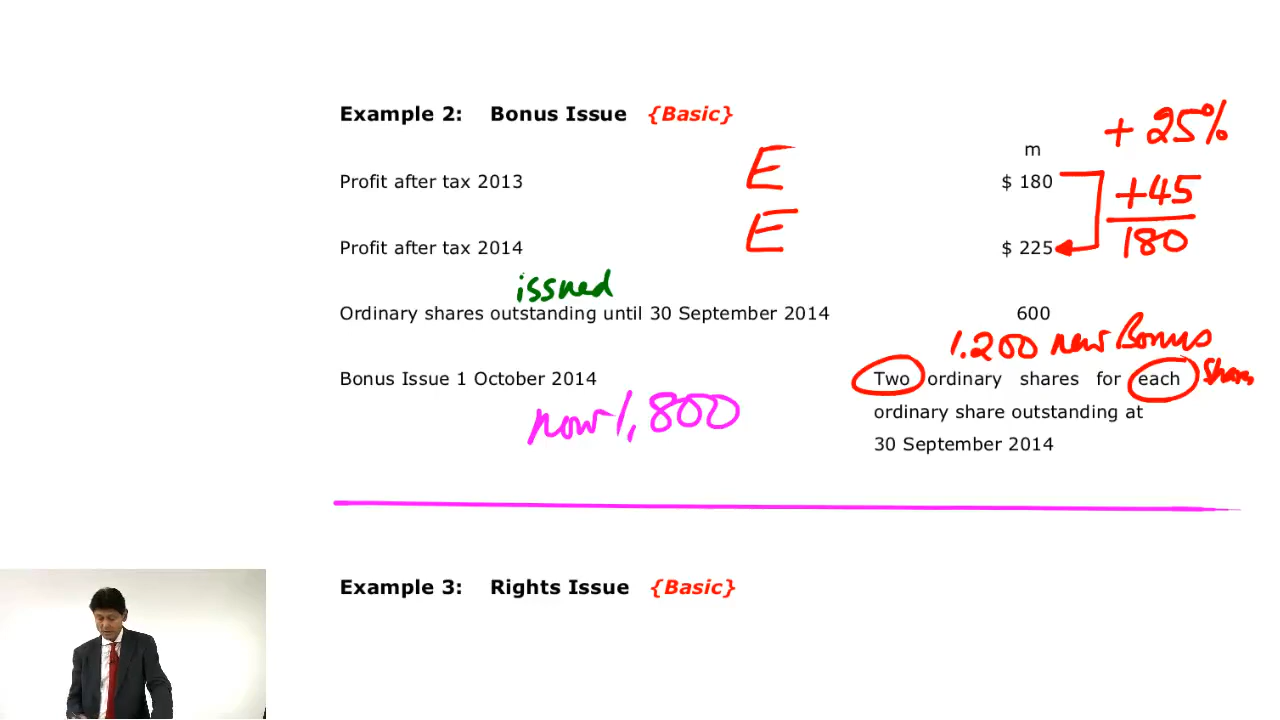 Example 2: Bonus Issue {Basic}
+ 25%
m
Profit after tax 2013 E $ 180
+45
180
Profit after tax 2014 E $ 225
issued
Ordinary shares outstanding until 30 September 2014 600
1.200 new Bonus
shares
Bonus Issue 1 October 2014 Two ordinary shares for each
ordinary share outstanding at
now 1,800
30 September 2014
Example 3: Rights Issue {Basic}